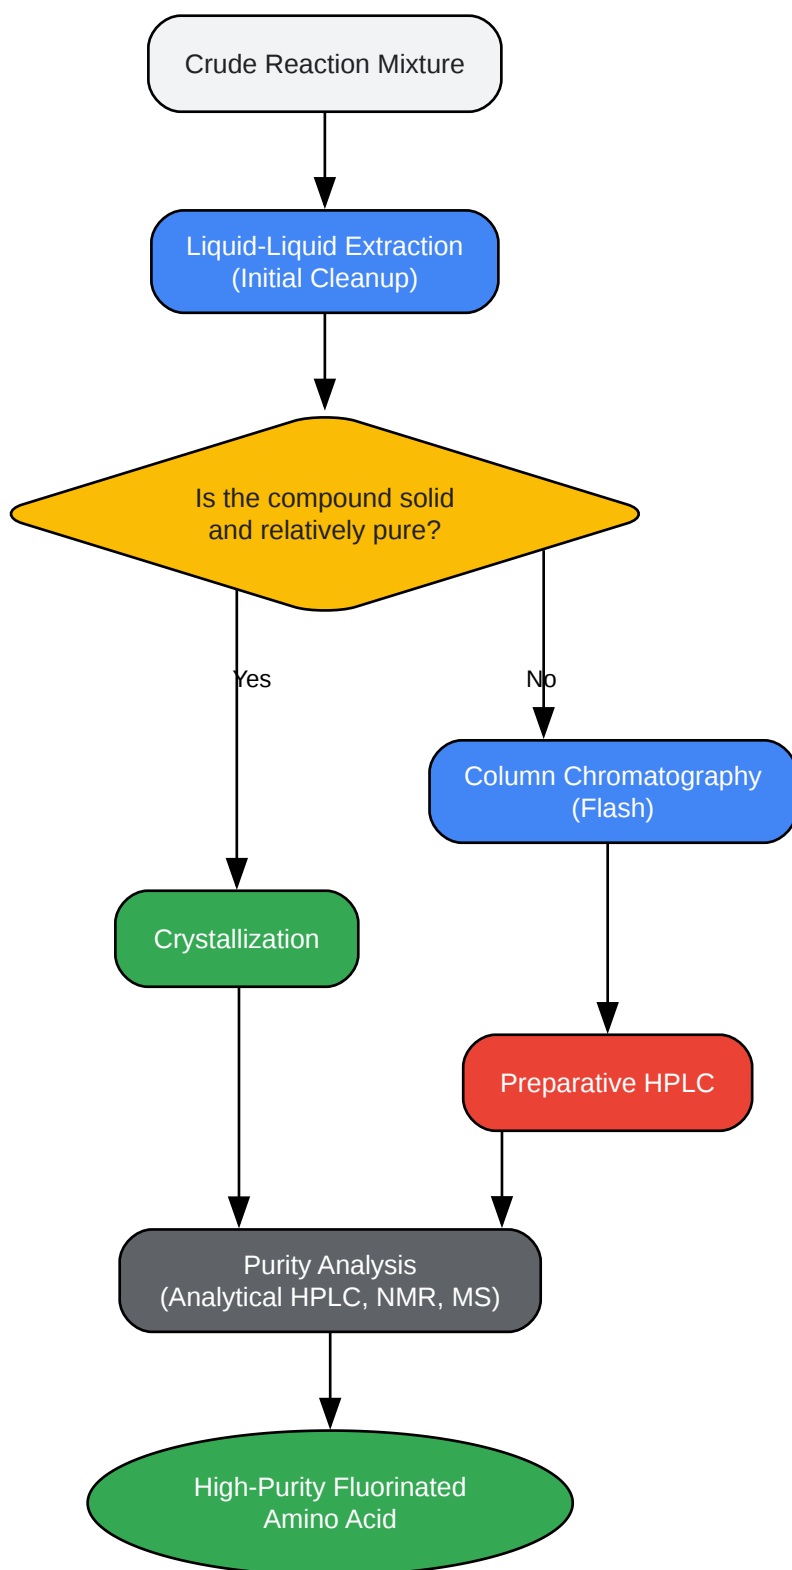 Crude Reaction Mixture
Liquid-Liquid Extraction
(Initial Cleanup)
Is the compound solid
and relatively pure?
Yes
No
Column Chromatography
(Flash)
Crystallization
Preparative HPLC
Purity Analysis
(Analytical HPLC, NMR, MS)
High-Purity Fluorinated
Amino Acid